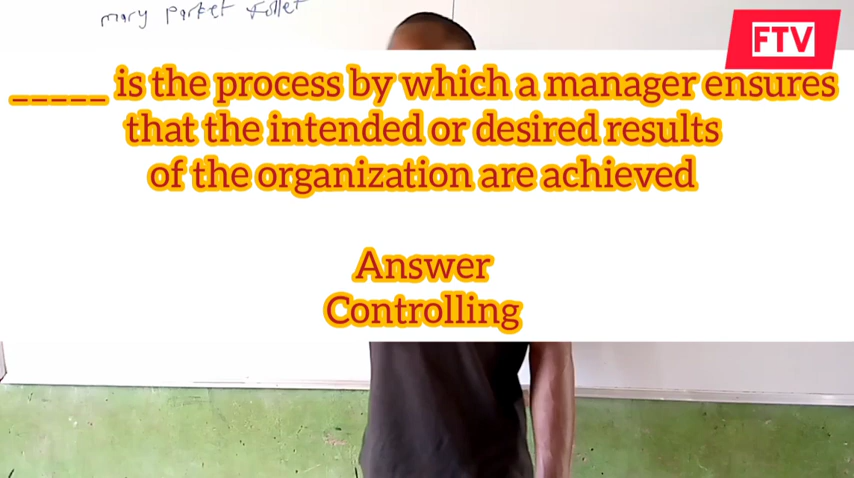 mary Parket Follet
FTV
_____ is the process by which a manager ensures
that the intended or desired results
of the organization are achieved
Answer
Controlling